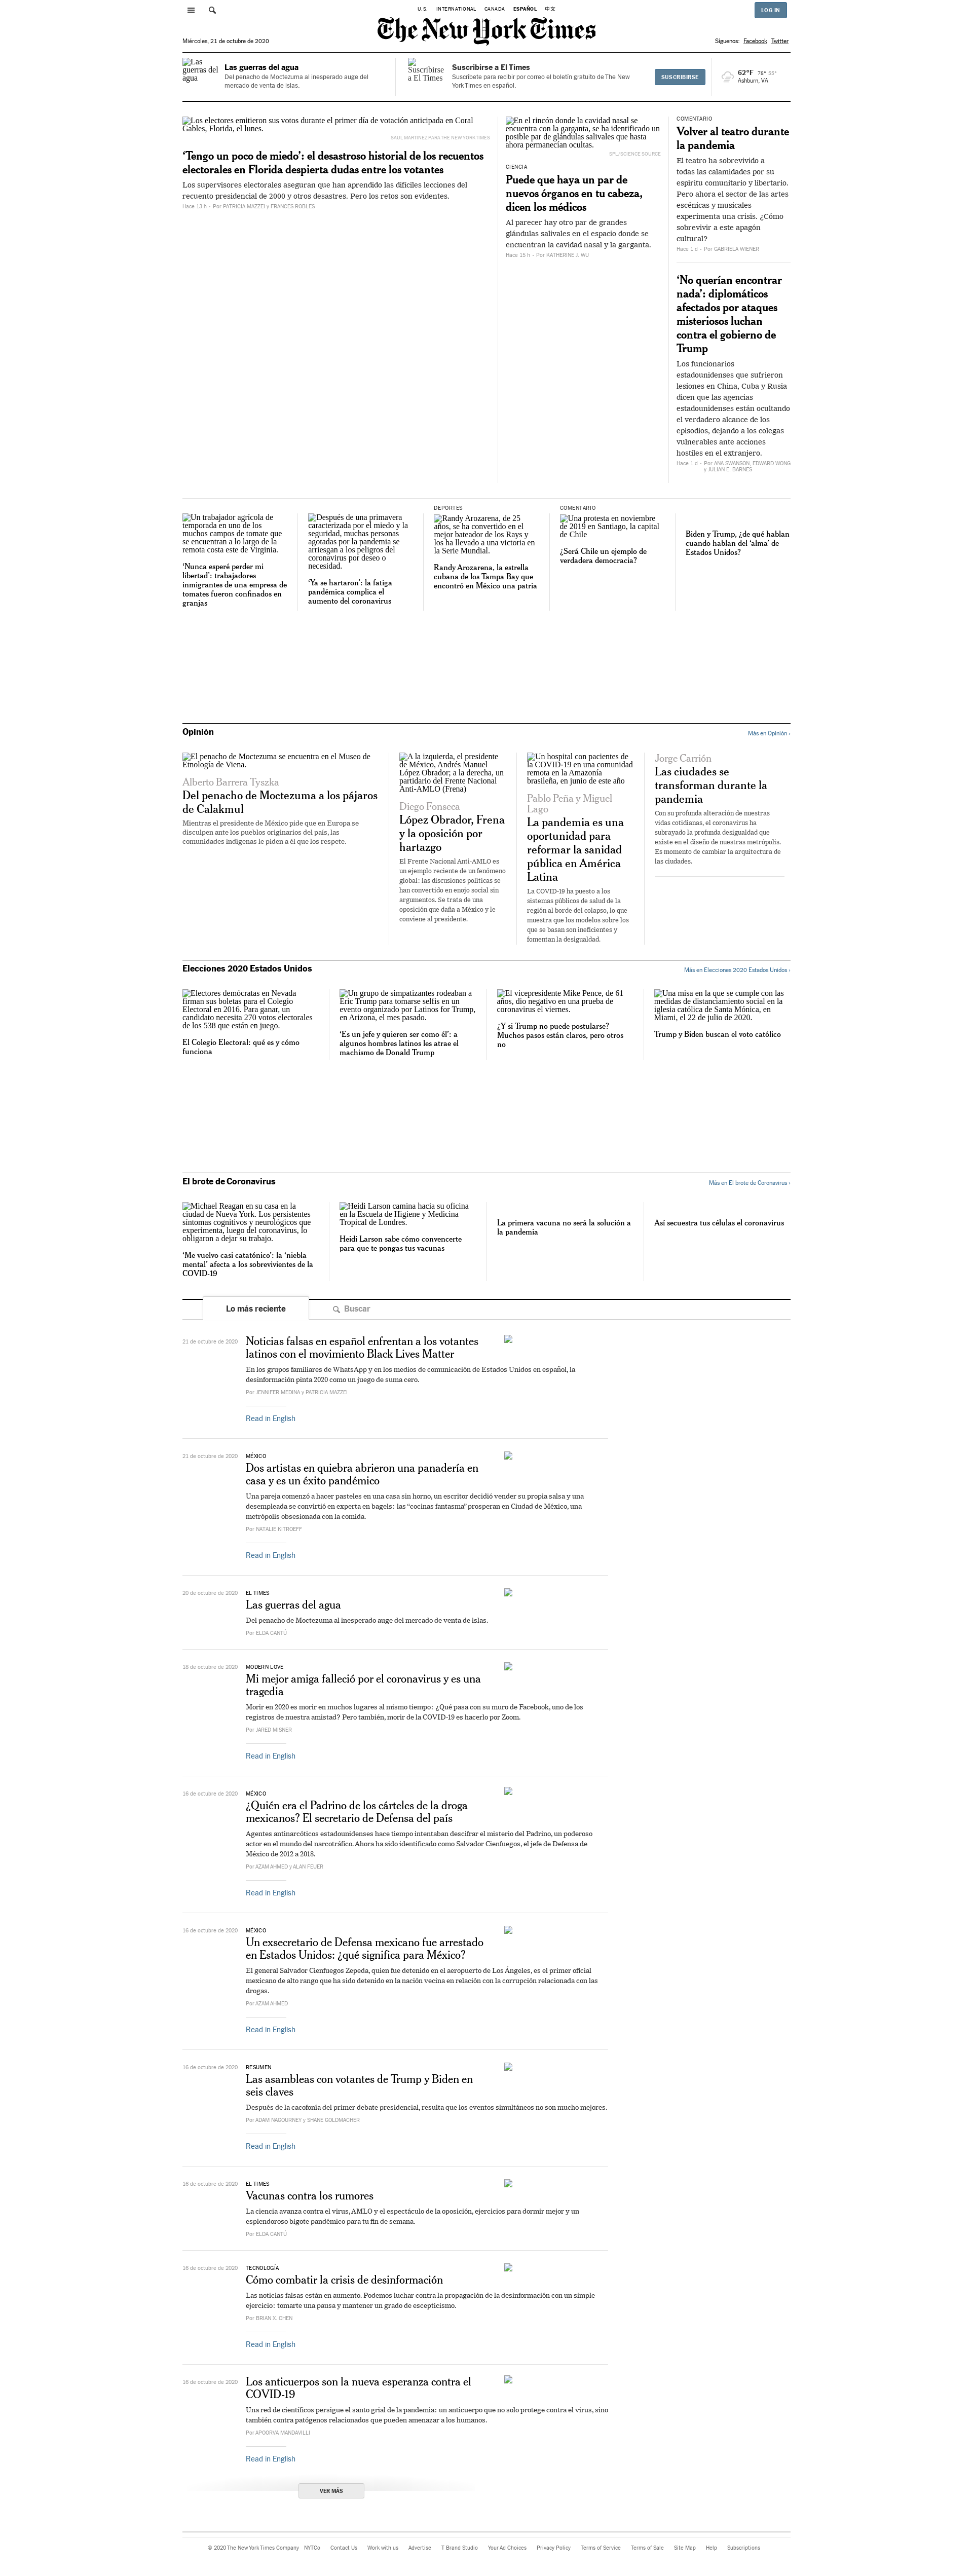 U.S. INTERNATIONAL CANADA ESPAÑOL 中文
LOG IN
The New York Times
Miércoles, 21 de octubre de 2020
Síguenos: Facebook Twitter
Las guerras del agua
Las guerras del agua
Del penacho de Moctezuma al inesperado auge del
mercado de venta de islas.
Suscribirse a El Times
Suscribirse a El Times
Suscríbete para recibir por correo el boletín gratuito de The New
York Times en español.
SUSCRIBIRSE
62°F 78° 55°
Ashburn, VA
Los electores emitieron sus votos durante el primer día de votación anticipada en Coral
Gables, Florida, el lunes.
SAUL MARTINEZ PARA THE NEW YORK TIMES
‘Tengo un poco de miedo’: el desastroso historial de los recuentos
electorales en Florida despierta dudas entre los votantes
Los supervisores electorales aseguran que han aprendido las difíciles lecciones del
recuento presidencial de 2000 y otros desastres. Pero los retos son evidentes.
Hace 13 h – Por PATRICIA MAZZEI y FRANCES ROBLES
En el rincón donde la cavidad nasal se
encuentra con la garganta, se ha identificado un
posible par de glándulas salivales que hasta
ahora permanecían ocultas.
SPL/SCIENCE SOURCE
CIENCIA
Puede que haya un par de
nuevos órganos en tu cabeza,
dicen los médicos
Al parecer hay otro par de grandes
glándulas salivales en el espacio donde se
encuentran la cavidad nasal y la garganta.
Hace 15 h – Por KATHERINE J. WU
COMENTARIO
Volver al teatro durante
la pandemia
El teatro ha sobrevivido a
todas las calamidades por su
espíritu comunitario y libertario.
Pero ahora el sector de las artes
escénicas y musicales
experimenta una crisis. ¿Cómo
sobrevivir a este apagón
cultural?
Hace 1 d – Por GABRIELA WIENER
‘No querían encontrar
nada’: diplomáticos
afectados por ataques
misteriosos luchan
contra el gobierno de
Trump
Los funcionarios
estadounidenses que sufrieron
lesiones en China, Cuba y Rusia
dicen que las agencias
estadounidenses están ocultando
el verdadero alcance de los
episodios, dejando a los colegas
vulnerables ante acciones
hostiles en el extranjero.
Hace 1 d – Por ANA SWANSON, EDWARD WONG
y JULIAN E. BARNES
Un trabajador agrícola de
temporada en uno de los
muchos campos de tomate que
se encuentran a lo largo de la
remota costa este de Virginia.
‘Nunca esperé perder mi
libertad’: trabajadores
inmigrantes de una empresa de
tomates fueron confinados en
granjas
Después de una primavera
caracterizada por el miedo y la
seguridad, muchas personas
agotadas por la pandemia se
arriesgan a los peligros del
coronavirus por deseo o
necesidad.
‘Ya se hartaron’: la fatiga
pandémica complica el
aumento del coronavirus
DEPORTES
Randy Arozarena, de 25
años, se ha convertido en el
mejor bateador de los Rays y
los ha llevado a una victoria en
la Serie Mundial.
Randy Arozarena, la estrella
cubana de los Tampa Bay que
encontró en México una patria
COMENTARIO
Una protesta en noviembre
de 2019 en Santiago, la capital
de Chile
¿Será Chile un ejemplo de
verdadera democracia?
Biden y Trump, ¿de qué hablan
cuando hablan del ‘alma’ de
Estados Unidos?
Opinión
Más en Opinión ›
El penacho de Moctezuma se encuentra en el Museo de
Etnología de Viena.
Alberto Barrera Tyszka
Del penacho de Moctezuma a los pájaros
de Calakmul
Mientras el presidente de México pide que en Europa se
disculpen ante los pueblos originarios del país, las
comunidades indígenas le piden a él que los respete.
A la izquierda, el presidente
de México, Andrés Manuel
López Obrador; a la derecha, un
partidario del Frente Nacional
Anti-AMLO (Frena)
Diego Fonseca
López Obrador, Frena
y la oposición por
hartazgo
El Frente Nacional Anti-AMLO es
un ejemplo reciente de un fenómeno
global: las discusiones políticas se
han convertido en enojo social sin
argumentos. Se trata de una
oposición que daña a México y le
conviene al presidente.
Un hospital con pacientes de
la COVID-19 en una comunidad
remota en la Amazonía
brasileña, en junio de este año
Pablo Peña y Miguel
Lago
La pandemia es una
oportunidad para
reformar la sanidad
pública en América
Latina
La COVID-19 ha puesto a los
sistemas públicos de salud de la
región al borde del colapso, lo que
muestra que los modelos sobre los
que se basan son ineficientes y
fomentan la desigualdad.
Jorge Carrión
Las ciudades se
transforman durante la
pandemia
Con su profunda alteración de nuestras
vidas cotidianas, el coronavirus ha
subrayado la profunda desigualdad que
existe en el diseño de nuestras metrópolis.
Es momento de cambiar la arquitectura de
las ciudades.
Elecciones 2020 Estados Unidos
Más en Elecciones 2020 Estados Unidos ›
Electores demócratas en Nevada
firman sus boletas para el Colegio
Electoral en 2016. Para ganar, un
candidato necesita 270 votos electorales
de los 538 que están en juego.
El Colegio Electoral: qué es y cómo
funciona
Un grupo de simpatizantes rodeaban a
Eric Trump para tomarse selfis en un
evento organizado por Latinos for Trump,
en Arizona, el mes pasado.
‘Es un jefe y quieren ser como él’: a
algunos hombres latinos les atrae el
machismo de Donald Trump
El vicepresidente Mike Pence, de 61
años, dio negativo en una prueba de
coronavirus el viernes.
¿Y si Trump no puede postularse?
Muchos pasos están claros, pero otros
no
Una misa en la que se cumple con las
medidas de distanciamiento social en la
iglesia católica de Santa Mónica, en
Miami, el 22 de julio de 2020.
Trump y Biden buscan el voto católico
El brote de Coronavirus
Más en El brote de Coronavirus ›
Michael Reagan en su casa en la
ciudad de Nueva York. Los persistentes
síntomas cognitivos y neurológicos que
experimenta, luego del coronavirus, lo
obligaron a dejar su trabajo.
‘Me vuelvo casi catatónico’: la ‘niebla
mental’ afecta a los sobrevivientes de la
COVID-19
Heidi Larson camina hacia su oficina
en la Escuela de Higiene y Medicina
Tropical de Londres.
Heidi Larson sabe cómo convencerte
para que te pongas tus vacunas
La primera vacuna no será la solución a
la pandemia
Así secuestra tus células el coronavirus
Lo más reciente
Buscar
21 de octubre de 2020
Noticias falsas en español enfrentan a los votantes
latinos con el movimiento Black Lives Matter
En los grupos familiares de WhatsApp y en los medios de comunicación de Estados Unidos en español, la
desinformación pinta 2020 como un juego de suma cero.
Por JENNIFER MEDINA y PATRICIA MAZZEI
Read in English
21 de octubre de 2020
MÉXICO
Dos artistas en quiebra abrieron una panadería en
casa y es un éxito pandémico
Una pareja comenzó a hacer pasteles en una casa sin horno, un escritor decidió vender su propia salsa y una
desempleada se convirtió en experta en bagels: las “cocinas fantasma” prosperan en Ciudad de México, una
metrópolis obsesionada con la comida.
Por NATALIE KITROEFF
Read in English
20 de octubre de 2020
EL TIMES
Las guerras del agua
Del penacho de Moctezuma al inesperado auge del mercado de venta de islas.
Por ELDA CANTÚ
18 de octubre de 2020
MODERN LOVE
Mi mejor amiga falleció por el coronavirus y es una
tragedia
Morir en 2020 es morir en muchos lugares al mismo tiempo: ¿Qué pasa con su muro de Facebook, uno de los
registros de nuestra amistad? Pero también, morir de la COVID-19 es hacerlo por Zoom.
Por JARED MISNER
Read in English
16 de octubre de 2020
MÉXICO
¿Quién era el Padrino de los cárteles de la droga
mexicanos? El secretario de Defensa del país
Agentes antinarcóticos estadounidenses hace tiempo intentaban descifrar el misterio del Padrino, un poderoso
actor en el mundo del narcotráfico. Ahora ha sido identificado como Salvador Cienfuegos, el jefe de Defensa de
México de 2012 a 2018.
Por AZAM AHMED y ALAN FEUER
Read in English
16 de octubre de 2020
MÉXICO
Un exsecretario de Defensa mexicano fue arrestado
en Estados Unidos: ¿qué significa para México?
El general Salvador Cienfuegos Zepeda, quien fue detenido en el aeropuerto de Los Ángeles, es el primer oficial
mexicano de alto rango que ha sido detenido en la nación vecina en relación con la corrupción relacionada con las
drogas.
Por AZAM AHMED
Read in English
16 de octubre de 2020
RESUMEN
Las asambleas con votantes de Trump y Biden en
seis claves
Después de la cacofonía del primer debate presidencial, resulta que los eventos simultáneos no son mucho mejores.
Por ADAM NAGOURNEY y SHANE GOLDMACHER
Read in English
16 de octubre de 2020
EL TIMES
Vacunas contra los rumores
La ciencia avanza contra el virus, AMLO y el espectáculo de la oposición, ejercicios para dormir mejor y un
esplendoroso bigote pandémico para tu fin de semana.
Por ELDA CANTÚ
16 de octubre de 2020
TECNOLOGÍA
Cómo combatir la crisis de desinformación
Las noticias falsas están en aumento. Podemos luchar contra la propagación de la desinformación con un simple
ejercicio: tomarte una pausa y mantener un grado de escepticismo.
Por BRIAN X. CHEN
Read in English
16 de octubre de 2020
Los anticuerpos son la nueva esperanza contra el
COVID-19
Una red de científicos persigue el santo grial de la pandemia: un anticuerpo que no solo protege contra el virus, sino
también contra patógenos relacionados que pueden amenazar a los humanos.
Por APOORVA MANDAVILLI
Read in English
VER MÁS
© 2020 The New York Times Company NYTCo Contact Us Work with us Advertise T Brand Studio Your Ad Choices Privacy Policy Terms of Service Terms of Sale Site Map Help Subscriptions